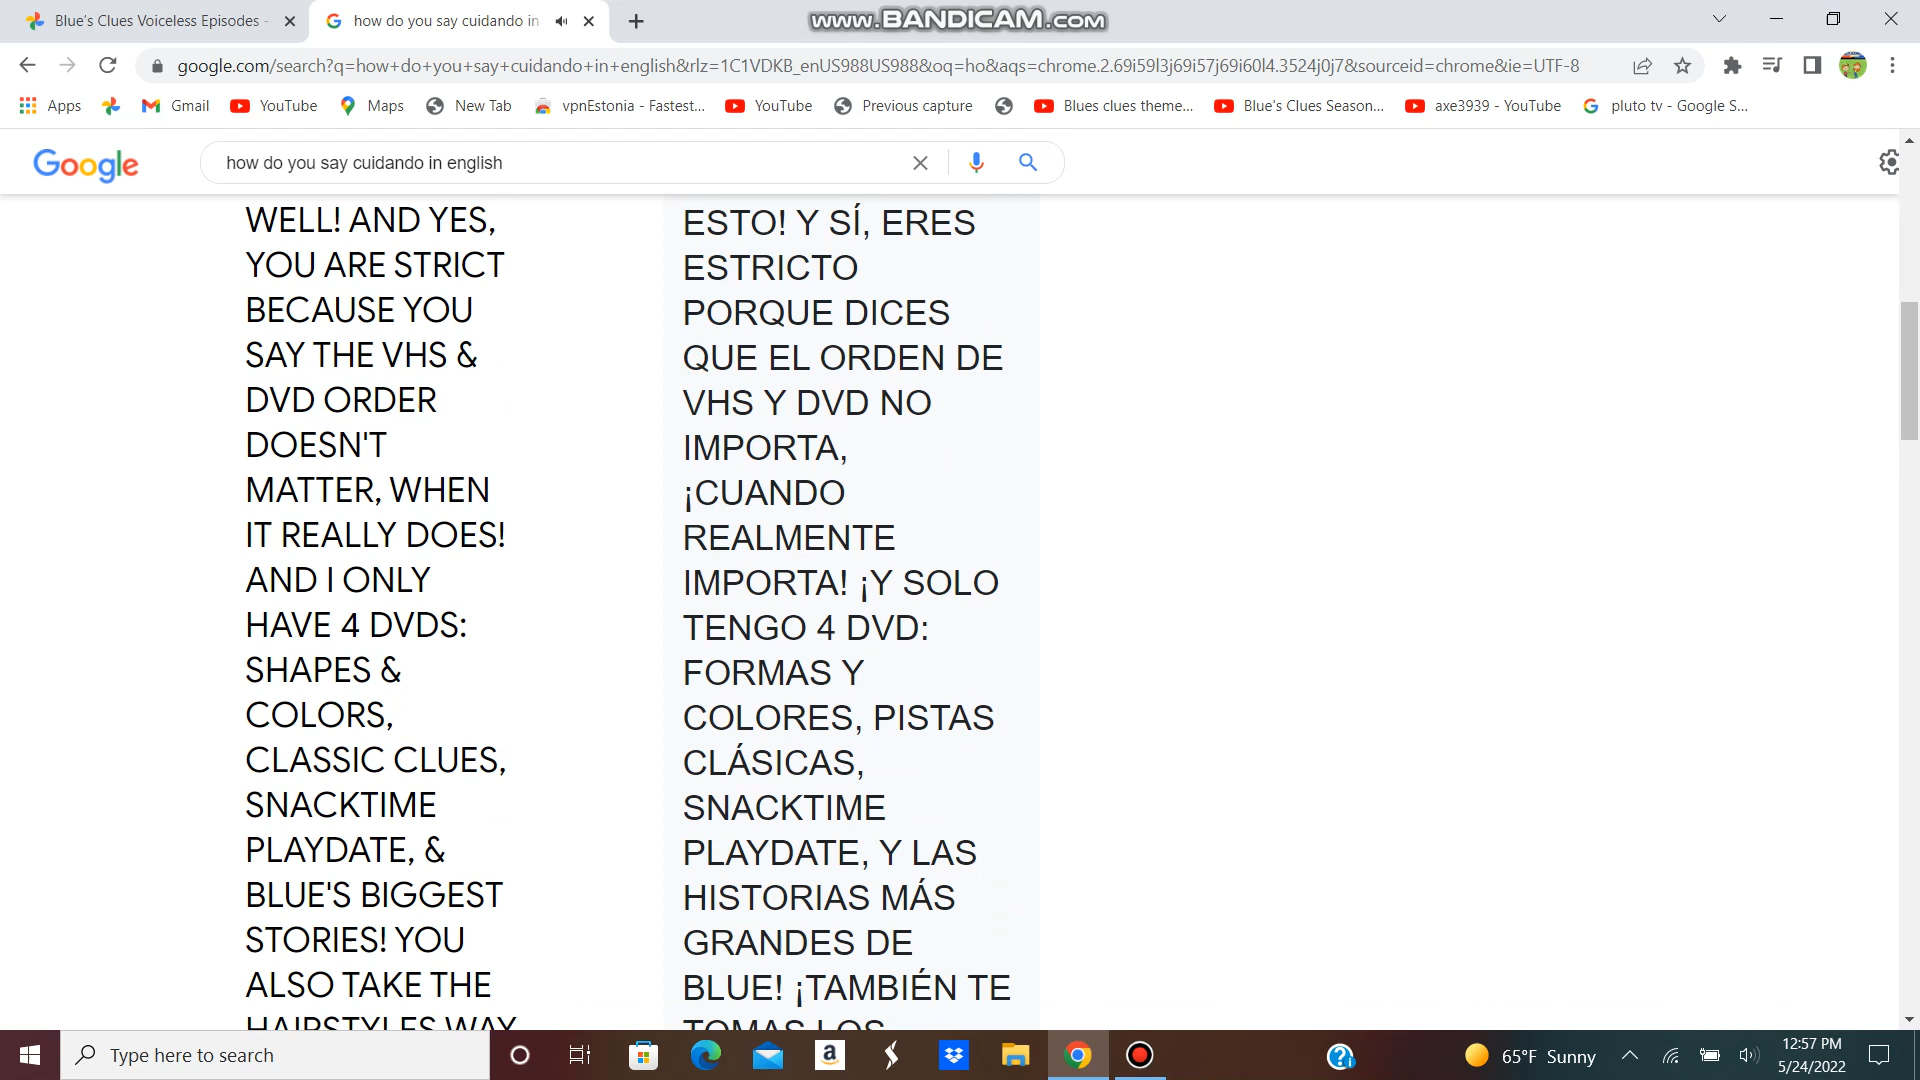 Blue's Clues Voiceless Episodes -
how do you say cuidando in
www.BANDICAM.com
google.com/search?q=how+do+you+say+cuidando+in+english&rlz=1C1VDKB_enUS988US988&oq=ho&aqs=chrome.2.69i59l3j69i57j69i60l4.3524j0j7&sourceid=chrome&ie=UTF-8
Apps
Gmail
YouTube
Maps
New Tab
vpnEstonia - Fastest...
YouTube
Previous capture
Blues clues theme...
Blue's Clues Season...
axe3939 - YouTube
pluto tv - Google S...
Google
how do you say cuidando in english
WELL! AND YES,
YOU ARE STRICT
BECAUSE YOU
SAY THE VHS &
DVD ORDER
DOESN'T
MATTER, WHEN
IT REALLY DOES!
AND I ONLY
HAVE 4 DVDS:
SHAPES &
COLORS,
CLASSIC CLUES,
SNACKTIME
PLAYDATE, &
BLUE'S BIGGEST
STORIES! YOU
ALSO TAKE THE
HAIRSTYLES WAY
ESTO! Y SÍ, ERES
ESTRICTO
PORQUE DICES
QUE EL ORDEN DE
VHS Y DVD NO
IMPORTA,
¡CUANDO
REALMENTE
IMPORTA! ¡Y SOLO
TENGO 4 DVD:
FORMAS Y
COLORES, PISTAS
CLÁSICAS,
SNACKTIME
PLAYDATE, Y LAS
HISTORIAS MÁS
GRANDES DE
BLUE! ¡TAMBIÉN TE
TOMAS LOS
Type here to search
65°F Sunny
12:57 PM
5/24/2022